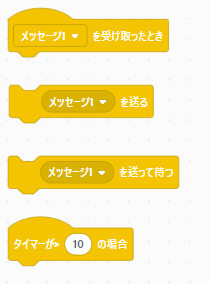 メッセージ1 を受け取ったとき
メッセージ1 を送る
メッセージ1 を送って待つ
タイマーが> 10 の場合